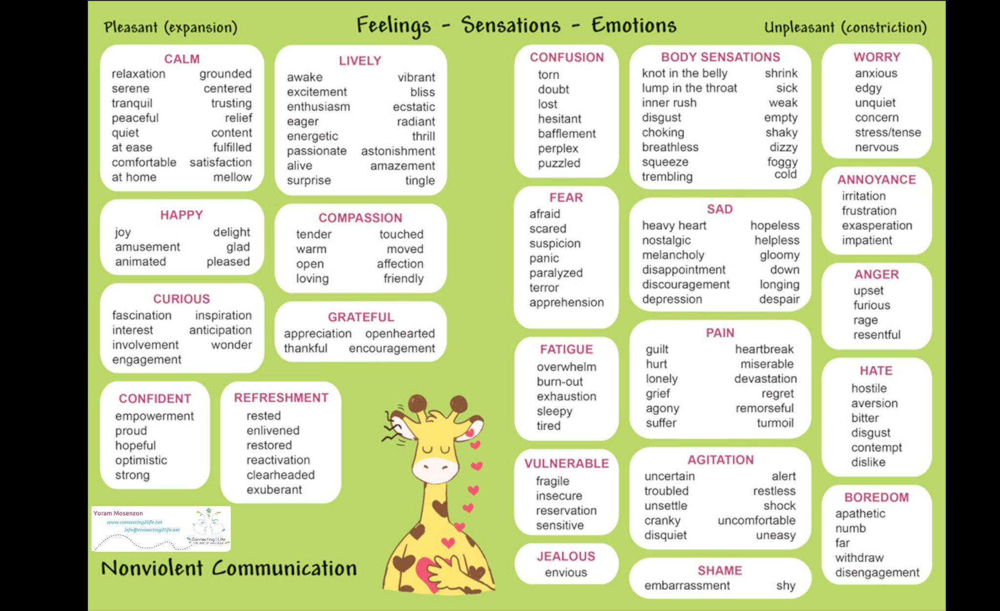 Pleasant (expansion)
Feelings - Sensations - Emotions
Unpleasant (constriction)
CALM
relaxation grounded
serene centered
tranquil trusting
peaceful relief
quiet content
at ease fulfilled
comfortable satisfaction
at home mellow
LIVELY
awake vibrant
excitement bliss
enthusiasm ecstatic
eager radiant
energetic thrill
passionate astonishment
alive amazement
surprise tingle
HAPPY
joy delight
amusement glad
animated pleased
COMPASSION
tender touched
warm moved
open affection
loving friendly
CURIOUS
fascination inspiration
interest anticipation
involvement wonder
engagement
GRATEFUL
appreciation openhearted
thankful encouragement
CONFIDENT
empowerment
proud
hopeful
optimistic
strong
REFRESHMENT
rested
enlivened
restored
reactivation
clearheaded
exuberant
CONFUSION
torn
doubt
lost
hesitant
bafflement
perplex
puzzled
FEAR
afraid
scared
suspicion
panic
paralyzed
terror
apprehension
FATIGUE
overwhelm
burn-out
exhaustion
sleepy
tired
VULNERABLE
fragile
insecure
reservation
sensitive
JEALOUS
envious
BODY SENSATIONS
knot in the belly shrink
lump in the throat sick
inner rush weak
disgust empty
choking shaky
breathless dizzy
squeeze foggy
trembling cold
SAD
heavy heart hopeless
nostalgic helpless
melancholy gloomy
disappointment down
discouragement longing
depression despair
PAIN
guilt heartbreak
hurt miserable
lonely devastation
grief regret
agony remorseful
suffer turmoil
AGITATION
uncertain alert
troubled restless
unsettle shock
cranky uncomfortable
disquiet uneasy
SHAME
embarrassment shy
WORRY
anxious
edgy
unquiet
concern
stress/tense
nervous
ANNOYANCE
irritation
frustration
exasperation
impatient
ANGER
upset
furious
rage
resentful
HATE
hostile
aversion
bitter
disgust
contempt
dislike
BOREDOM
apathetic
numb
far
withdraw
disengagement
Yoram Mosenzon
www.connecting2life.net
info@connecting2life.net
Connecting2Life
THE ART OF DIALOGUE
Nonviolent Communication